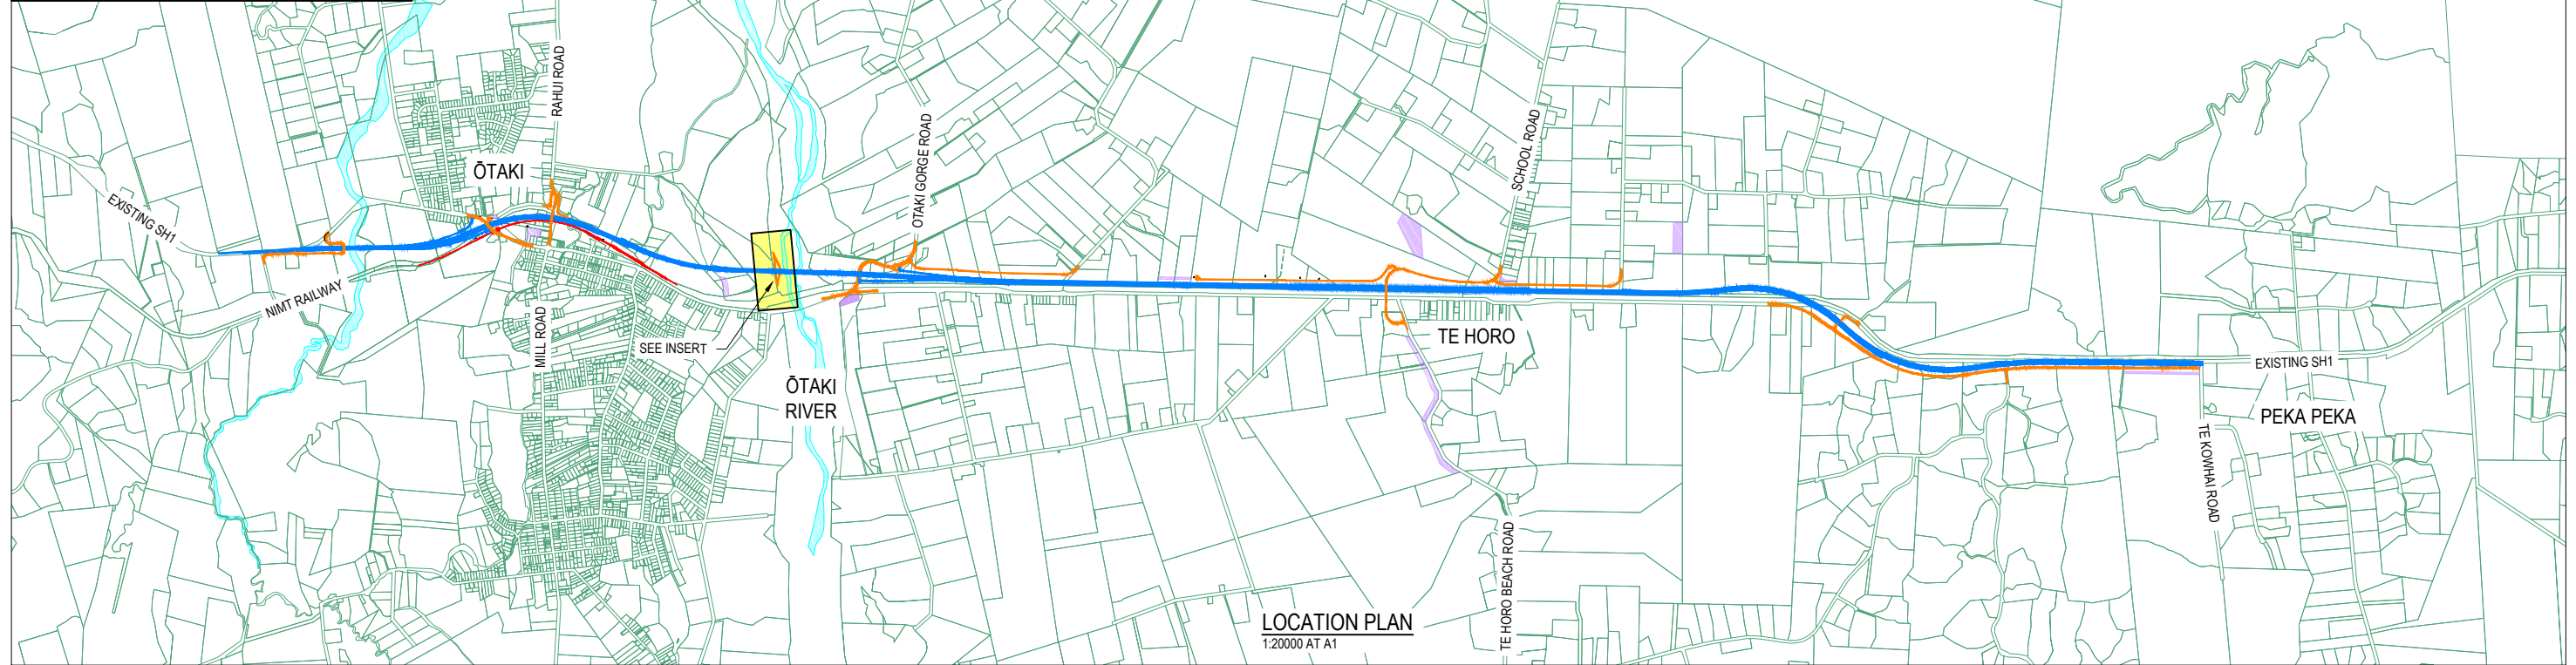 RAHUI ROAD
ŌTAKI
EXISTING SH1
NIMT RAILWAY
MILL ROAD
SEE INSERT
ŌTAKI
RIVER
OTAKI GORGE ROAD
SCHOOL ROAD
TE HORO
TE HORO BEACH ROAD
EXISTING SH1
PEKA PEKA
TE KOWHAI ROAD
LOCATION PLAN
1:20000 AT A1